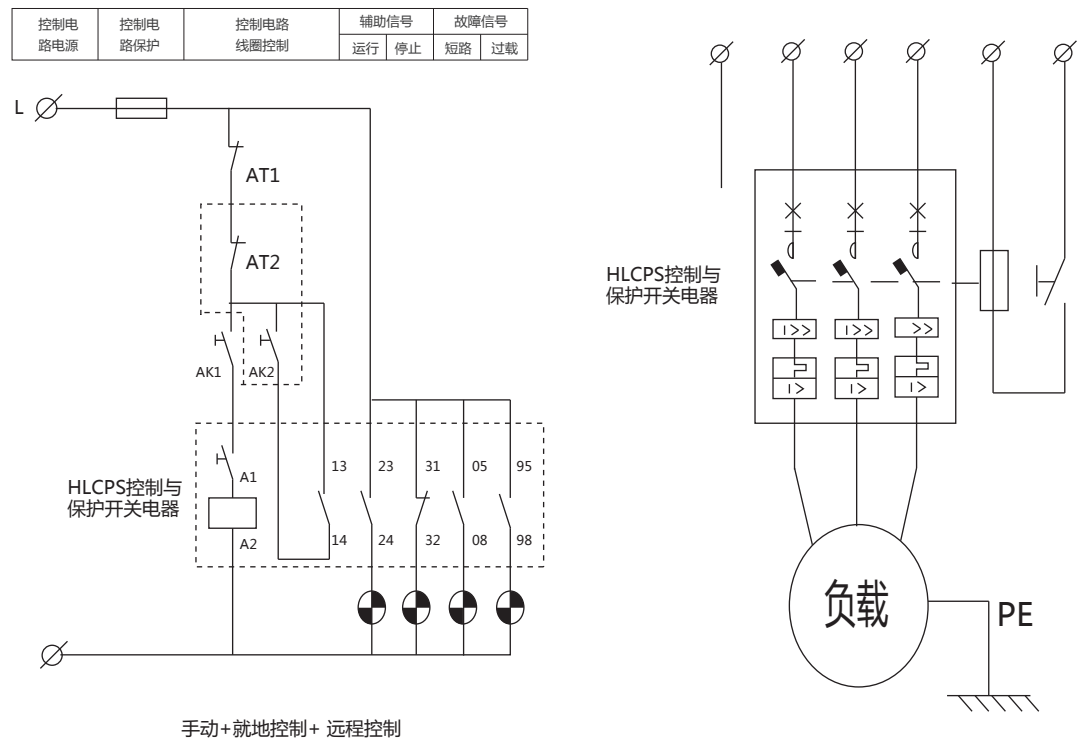 控制电
路电源
控制电
路保护
控制电路
线圈控制
辅助信号
运行 停止
故障信号
短路 过载
L
AT1
AT2
AK1
AK2
HLCPS控制与
保护开关电器
A1
A2
13 23 31 05 95
14 24 32 08 98
手动+就地控制+ 远程控制
HLCPS控制与
保护开关电器
I>> I>> >>
I> I> I>
负载
PE